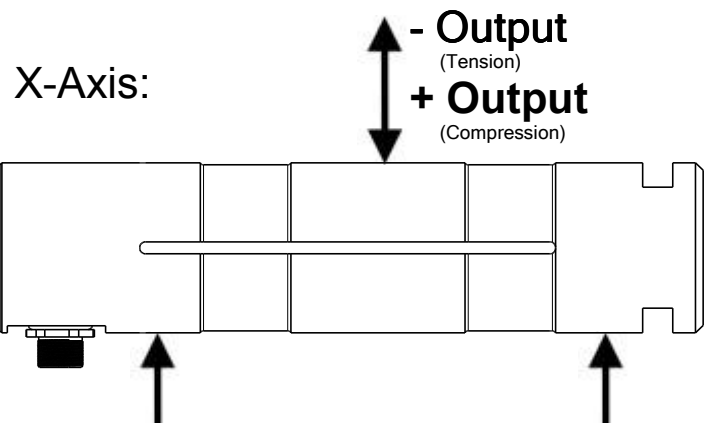 - Output
(Tension)
X-Axis:
+ Output
(Compression)